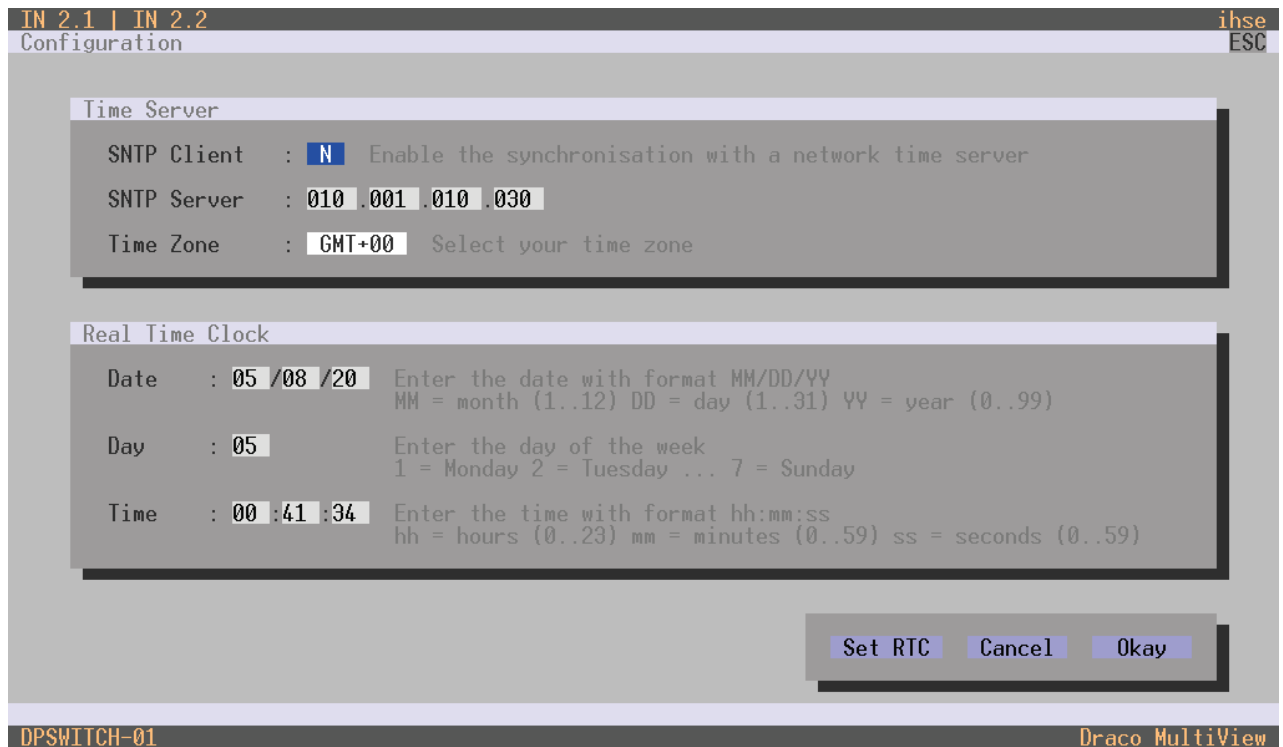 IN 2.1 | IN 2.2 ihse
Configuration ESC
Time Server
SNTP Client : N Enable the synchronisation with a network time server
SNTP Server : 010 .001 .010 .030
Time Zone : GMT+00 Select your time zone
Real Time Clock
Date : 05 /08 /20 Enter the date with format MM/DD/YY
MM = month (1..12) DD = day (1..31) YY = year (0..99)
Day : 05 Enter the day of the week
1 = Monday 2 = Tuesday ... 7 = Sunday
Time : 00 :41 :34 Enter the time with format hh:mm:ss
hh = hours (0..23) mm = minutes (0..59) ss = seconds (0..59)
Set RTC Cancel Okay
DPSWITCH-01 Draco MultiView